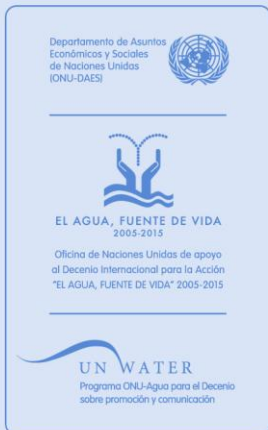 Departamento de Asuntos
Económicos y Sociales
de Naciones Unidas
(ONU-DAES)
EL AGUA, FUENTE DE VIDA
2005-2015
Oficina de Naciones Unidas de apoyo
al Decenio Internacional para la Acción
"EL AGUA, FUENTE DE VIDA" 2005-2015
UN WATER
Programa ONU-Agua para el Decenio
sobre promoción y comunicación